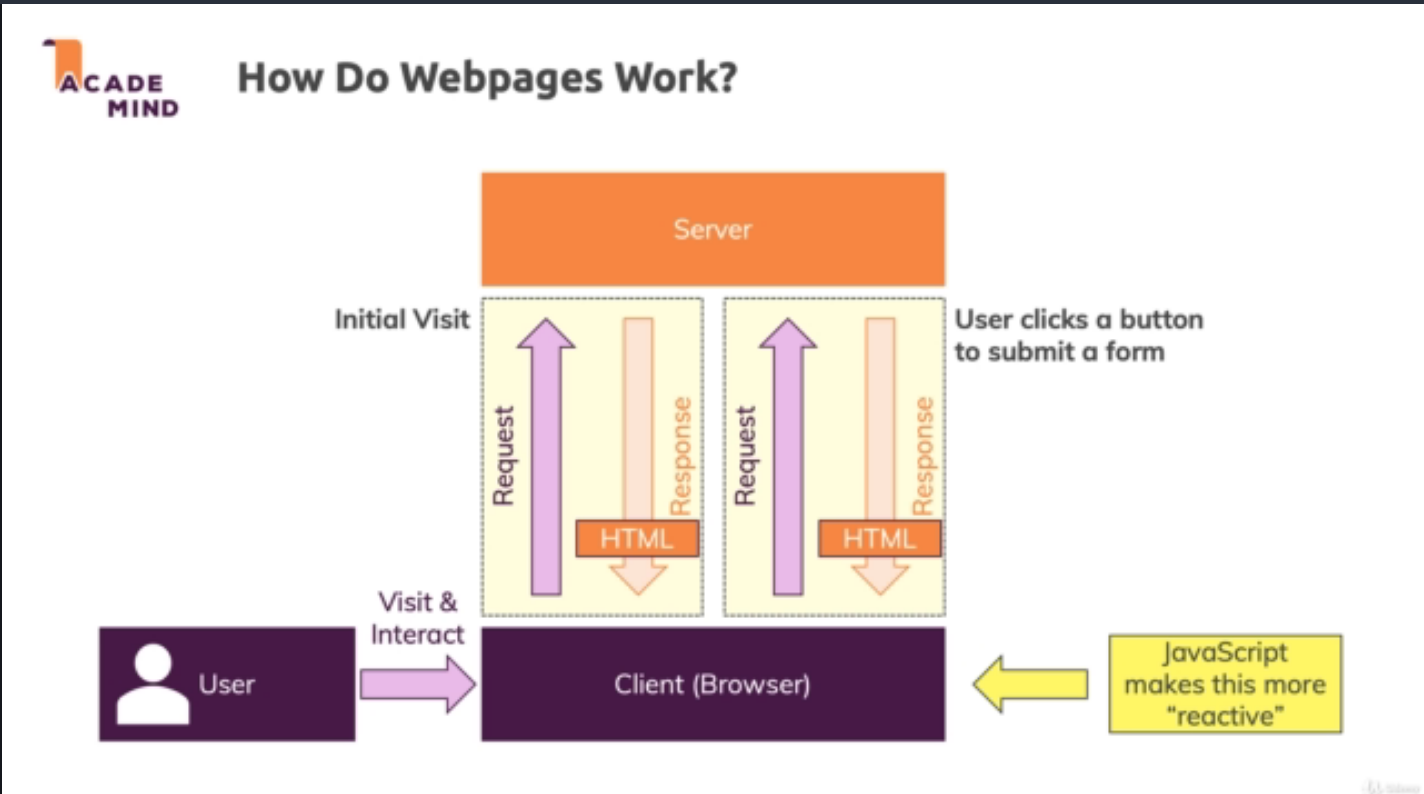 ACADE
MIND
How Do Webpages Work?
Server
Initial Visit
User clicks a button
to submit a form
Request
Response
HTML
Request
Response
HTML
Visit &
Interact
User
Client (Browser)
JavaScript
makes this more
“reactive”